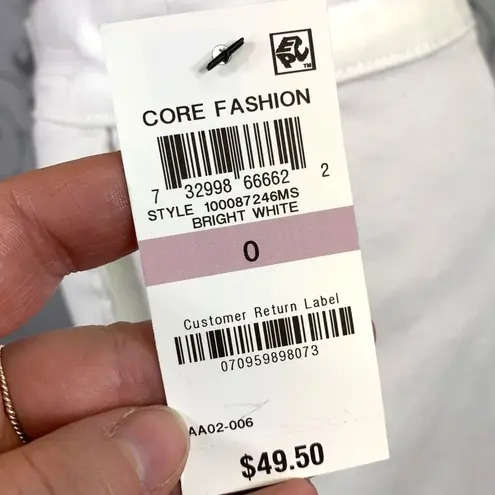 CORE FASHION
7 32998 66662 2
STYLE 100087246MS
BRIGHT WHITE
0
Customer Return Label
070959898073
AA02-006
$49.50